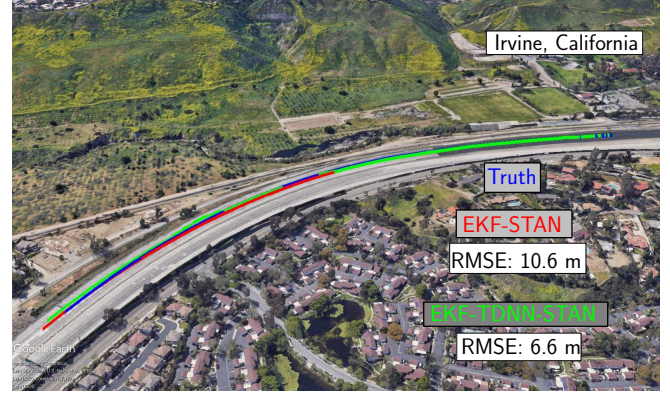 Irvine, California
Truth
EKF-STAN
RMSE: 10.6 m
EKF-TDNN-STAN
RMSE: 6.6 m
Google Earth